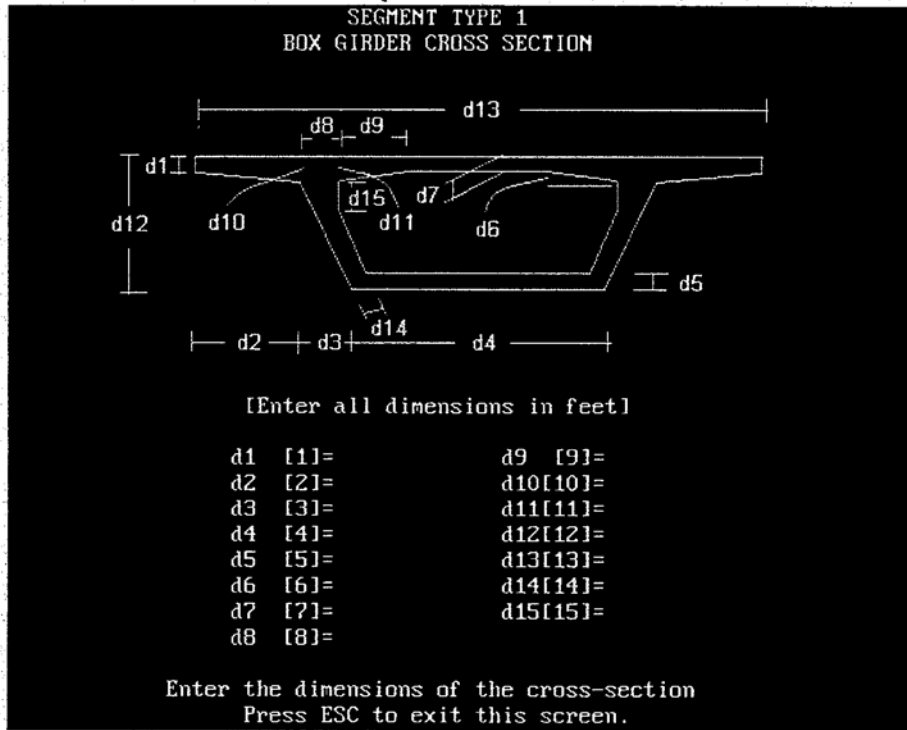 SEGMENT TYPE 1
BOX GIRDER CROSS SECTION
d13
d8 d9
d1
d15 d7
d10 d11 d6
d12
d5
d14
d2 d3 d4
[Enter all dimensions in feet]
d1 [1]= d9 [9]=
d2 [2]= d10[10]=
d3 [3]= d11[11]=
d4 [4]= d12[12]=
d5 [5]= d13[13]=
d6 [6]= d14[14]=
d7 [7]= d15[15]=
d8 [8]=
Enter the dimensions of the cross-section
Press ESC to exit this screen.